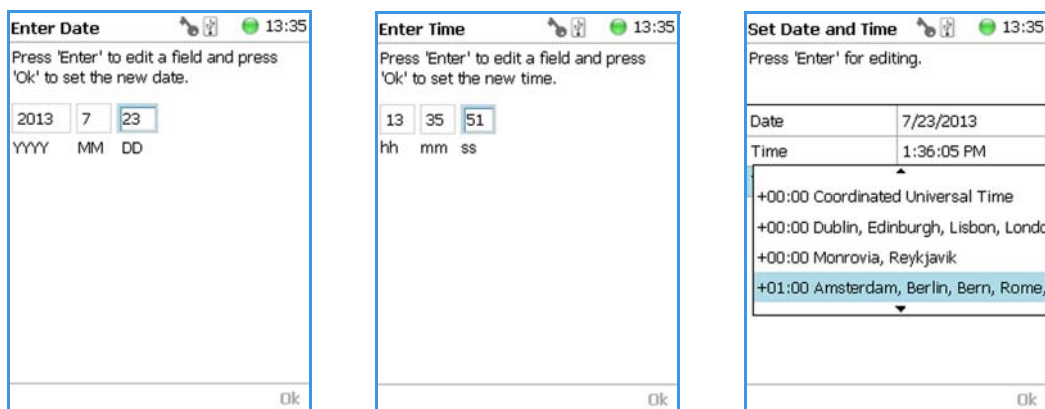 Enter Date 13:35
Press 'Enter' to edit a field and press
'Ok' to set the new date.
2013 7 23
YYYY MM DD
Ok
Enter Time 13:35
Press 'Enter' to edit a field and press
'Ok' to set the new time.
13 35 51
hh mm ss
Ok
Set Date and Time 13:35
Press 'Enter' for editing.
Date 7/23/2013
Time 1:36:05 PM
+00:00 Coordinated Universal Time
+00:00 Dublin, Edinburgh, Lisbon, Londo
+00:00 Monrovia, Reykjavik
+01:00 Amsterdam, Berlin, Bern, Rome,
Ok